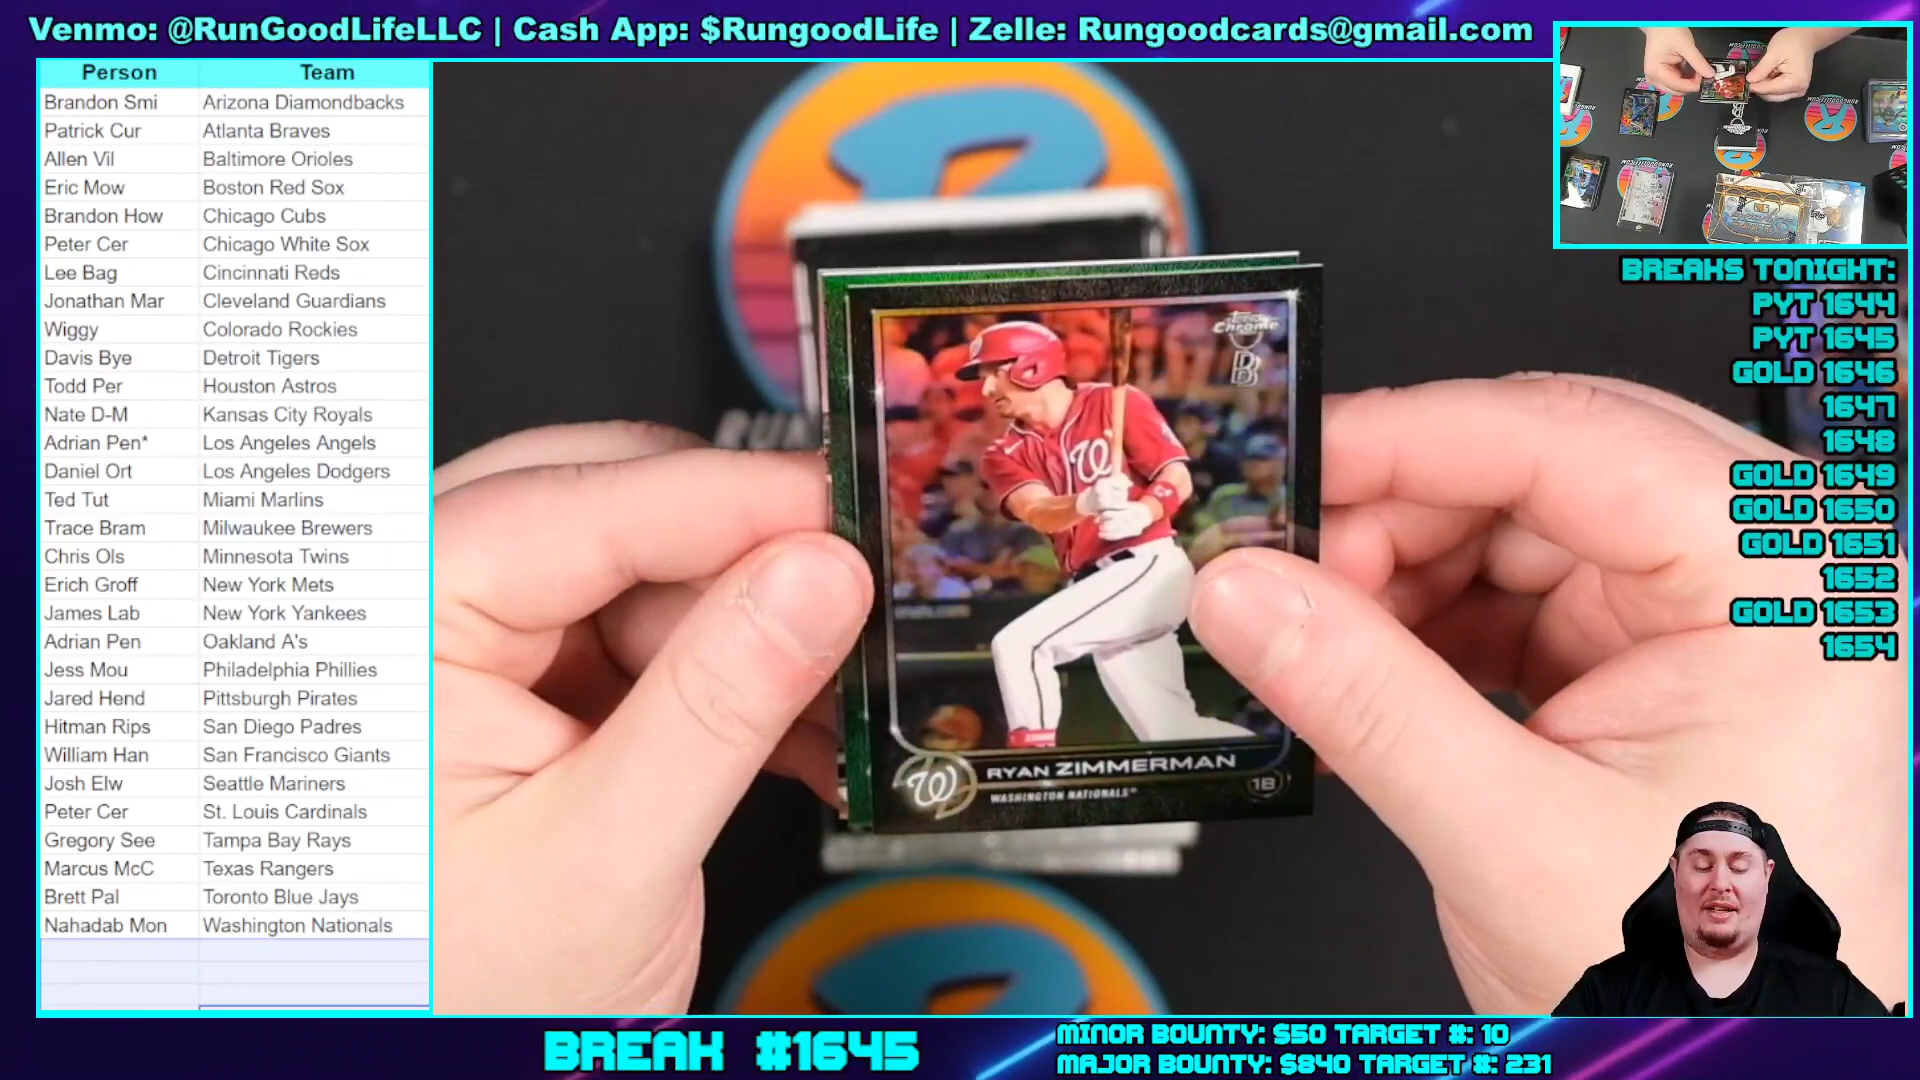 Venmo: @RunGoodLifeLLC | Cash App: $RungoodLife | Zelle: Rungoodcards@gmail.com
Person Team
Brandon Smi Arizona Diamondbacks
Patrick Cur Atlanta Braves
Allen Vil Baltimore Orioles
Eric Mow Boston Red Sox
Brandon How Chicago Cubs
Peter Cer Chicago White Sox
Lee Bag Cincinnati Reds
Jonathan Mar Cleveland Guardians
Wiggy Colorado Rockies
Davis Bye Detroit Tigers
Todd Per Houston Astros
Nate D-M Kansas City Royals
Adrian Pen* Los Angeles Angels
Daniel Ort Los Angeles Dodgers
Ted Tut Miami Marlins
Trace Bram Milwaukee Brewers
Chris Ols Minnesota Twins
Erich Groff New York Mets
James Lab New York Yankees
Adrian Pen Oakland A's
Jess Mou Philadelphia Phillies
Jared Hend Pittsburgh Pirates
Hitman Rips San Diego Padres
William Han San Francisco Giants
Josh Elw Seattle Mariners
Peter Cer St. Louis Cardinals
Gregory See Tampa Bay Rays
Marcus McC Texas Rangers
Brett Pal Toronto Blue Jays
Nahadab Mon Washington Nationals
Topps
Chrome
B
W
RYAN ZIMMERMAN
WASHINGTON NATIONALS
1B
RUN
BREAKS TONIGHT:
PYT 1644
PYT 1645
GOLD 1646
1647
1648
GOLD 1649
GOLD 1650
GOLD 1651
1652
GOLD 1653
1654
BREAK #1645
MINOR BOUNTY: $50 TARGET #: 10
MAJOR BOUNTY: $840 TARGET #: 231